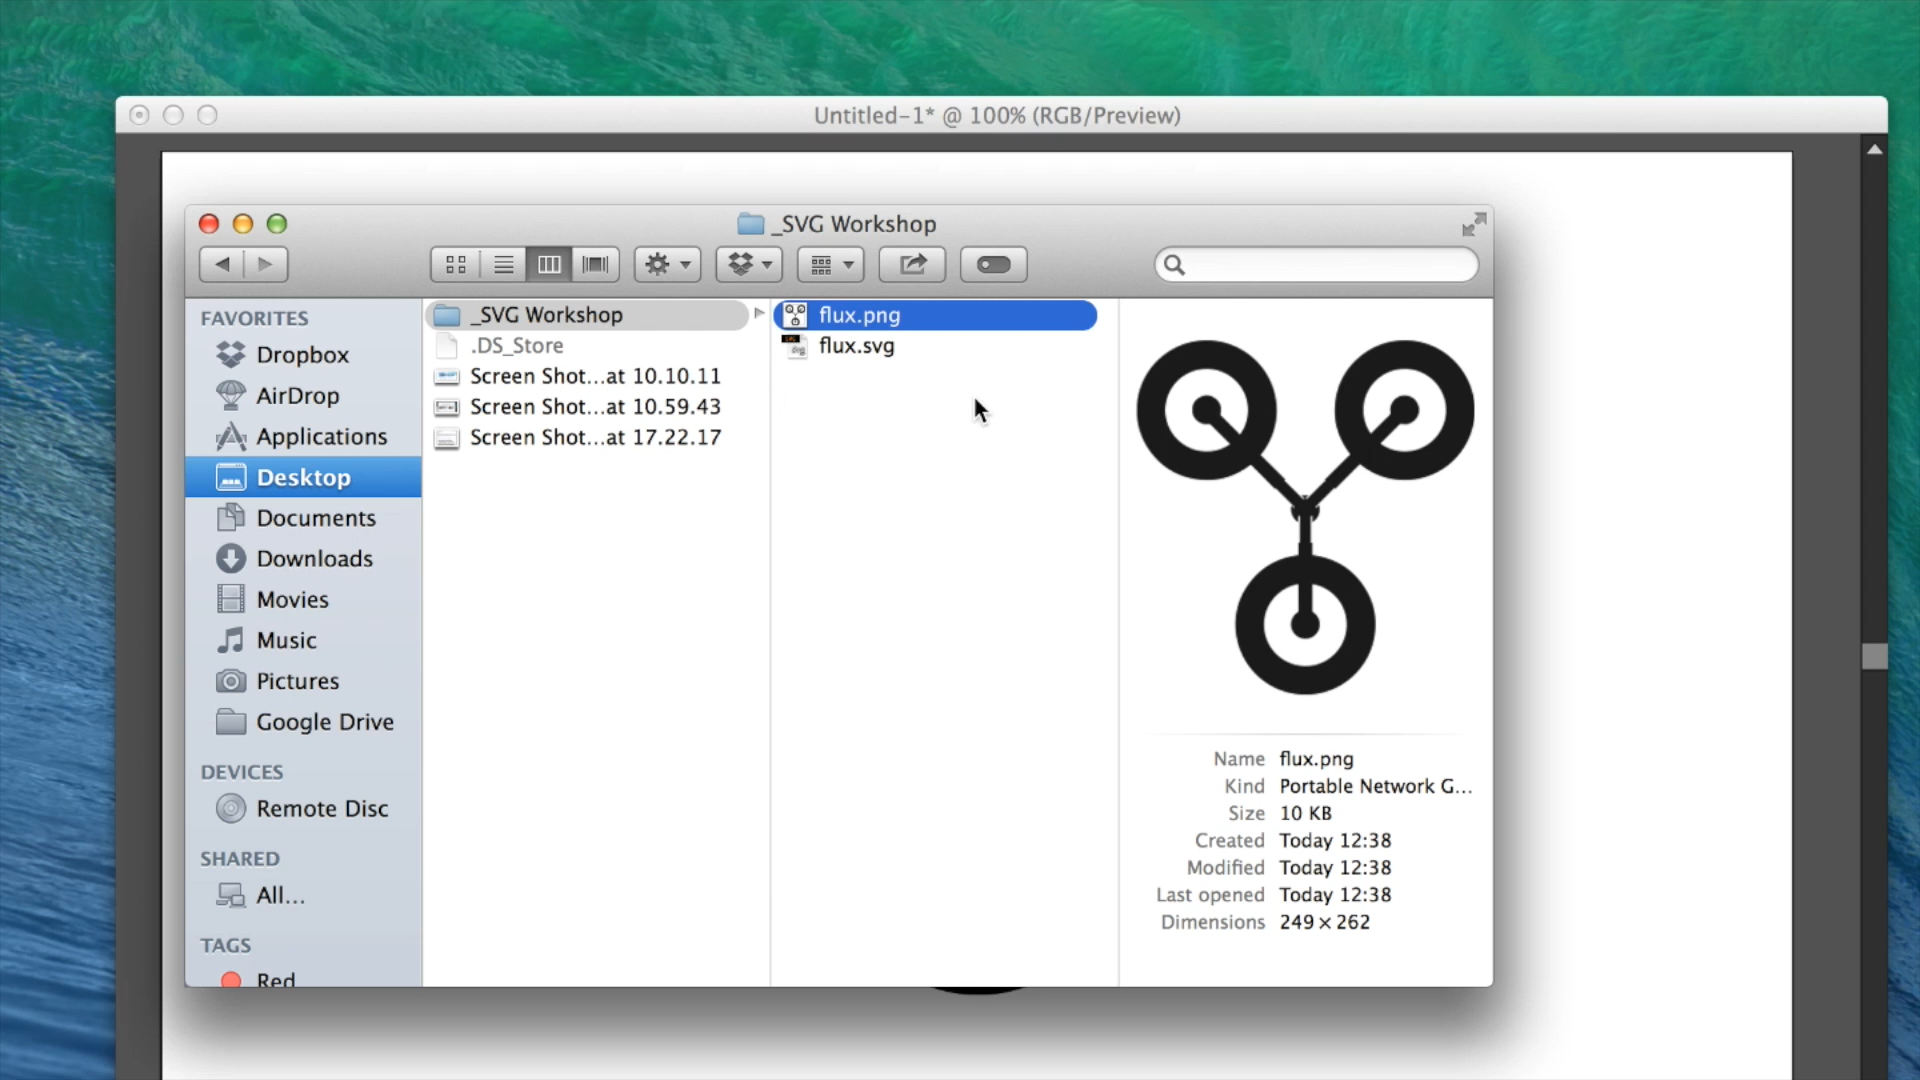 Untitled-1* @ 100% (RGB/Preview)
_SVG Workshop
FAVORITES
Dropbox
AirDrop
Applications
Desktop
Documents
Downloads
Movies
Music
Pictures
Google Drive
DEVICES
Remote Disc
SHARED
All...
TAGS
Red
_SVG Workshop
.DS_Store
Screen Shot...at 10.10.11
Screen Shot...at 10.59.43
Screen Shot...at 17.22.17
flux.png
flux.svg
Name flux.png
Kind Portable Network G...
Size 10 KB
Created Today 12:38
Modified Today 12:38
Last opened Today 12:38
Dimensions 249 × 262